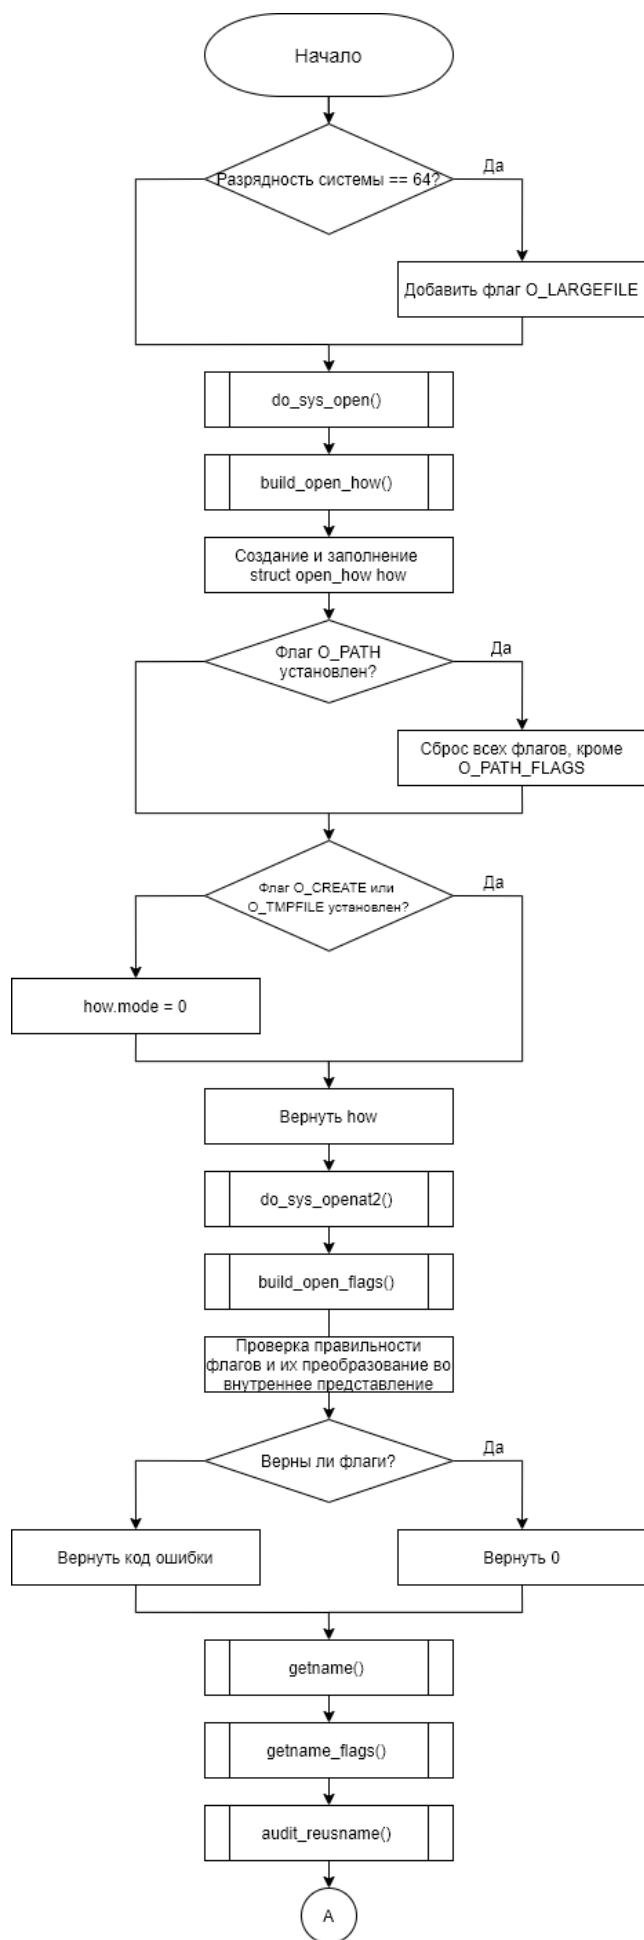 Начало
Разрядность системы == 64?
Да
Добавить флаг O_LARGEFILE
do_sys_open()
build_open_how()
Создание и заполнение
struct open_how how
Флаг O_PATH
установлен?
Да
Сброс всех флагов, кроме
O_PATH_FLAGS
Флаг O_CREATE или
O_TMPFILE установлен?
Да
how.mode = 0
Вернуть how
do_sys_openat2()
build_open_flags()
Проверка правильности
флагов и их преобразование во
внутреннее представление
Верны ли флаги?
Да
Вернуть код ошибки
Вернуть 0
getname()
getname_flags()
audit_reusname()
A